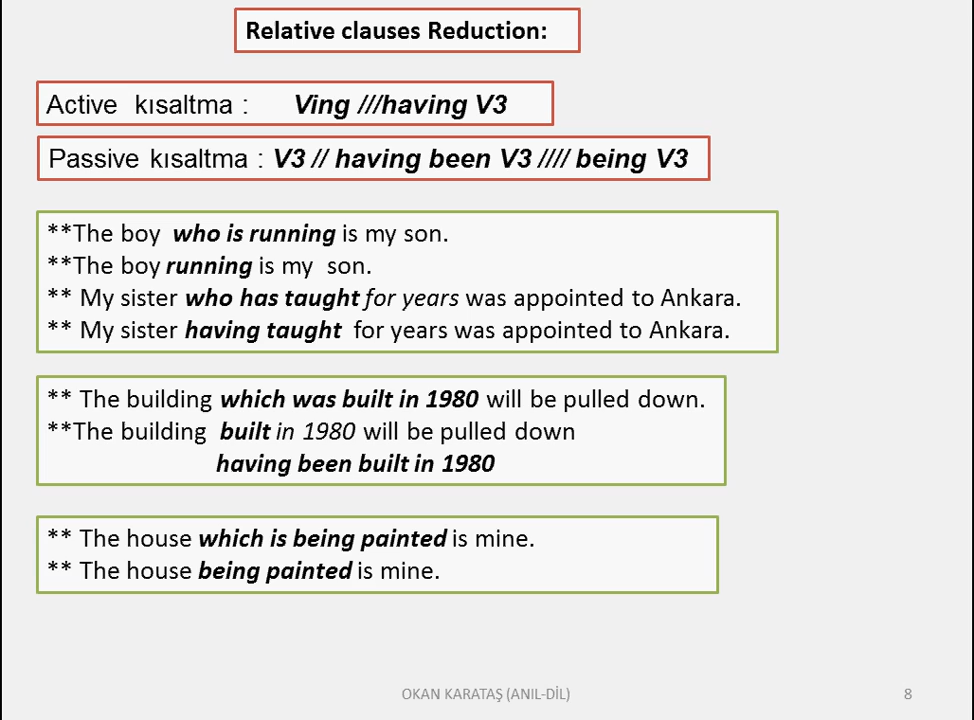 Relative clauses Reduction:
Active kısaltma : Ving ///having V3
Passive kısaltma : V3 // having been V3 //// being V3
**The boy who is running is my son.
**The boy running is my son.
** My sister who has taught for years was appointed to Ankara.
** My sister having taught for years was appointed to Ankara.
** The building which was built in 1980 will be pulled down.
**The building built in 1980 will be pulled down
having been built in 1980
** The house which is being painted is mine.
** The house being painted is mine.
OKAN KARATAŞ (ANIL-DİL)
8